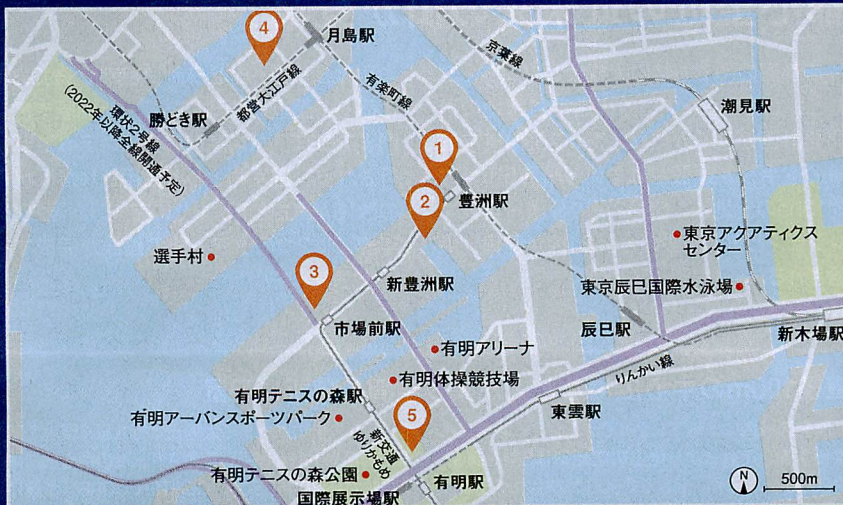 4
月島駅
京葉線
有楽町線
都営大江戸線
勝どき駅
環状2号線
(2022年以降全線開通予定)
潮見駅
1
豊洲駅
2
東京アクアティクス
センター
選手村
3
新豊洲駅
東京辰巳国際水泳場
市場前駅
辰巳駅
新木場駅
有明アリーナ
りんかい線
有明体操競技場
有明テニスの森駅
東雲駅
有明アーバンスポーツパーク
5
新交通
ゆりかもめ
有明テニスの森公園
有明駅
国際展示場駅
N
500m